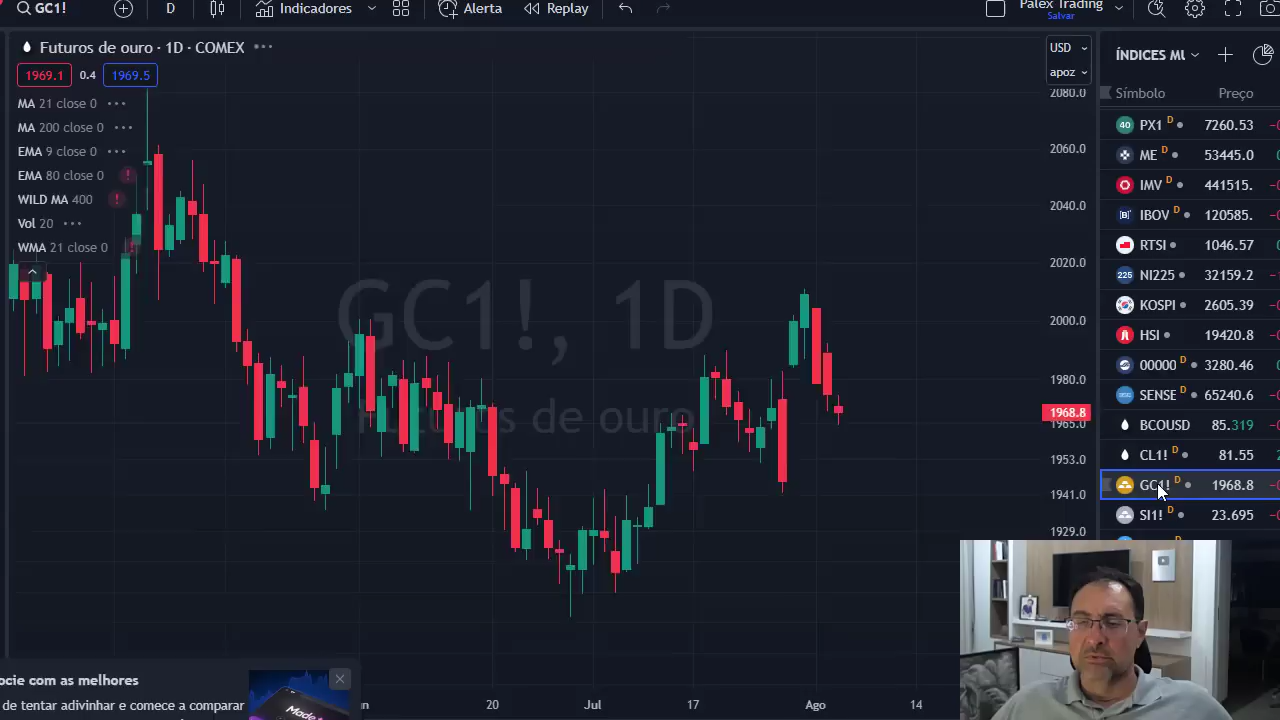 GC1!
D
Indicadores
Alerta
Replay
Palex Trading
Salvar
Futuros de ouro · 1D · COMEX
1969.1 0.4 1969.5
MA 21 close 0
MA 200 close 0
EMA 9 close 0
EMA 80 close 0
WILD MA 400
Vol 20
WMA 21 close 0
GC1!, 1D
Futuros de ouro
USD
apoz
2080.0
2060.0
2040.0
2020.0
2000.0
1980.0
1968.8
1965.0
1953.0
1941.0
1929.0
20
Jul
17
Ago
14
ÍNDICES MU
Símbolo Preço
40 PX1 D 7260.53
ME D 53445.0
IMV D 441515.
IBOV D 120585.
RTSI 1046.57
225 NI225 32159.2
KOSPI 2605.39
HSI 19420.8
00000 D 3280.46
SENSE D 65240.6
BCOUSD 85.319
CL1! D 81.55
GC1! D 1968.8
SI1! D 23.695
ocie com as melhores
de tentar adivinhar e comece a comparar